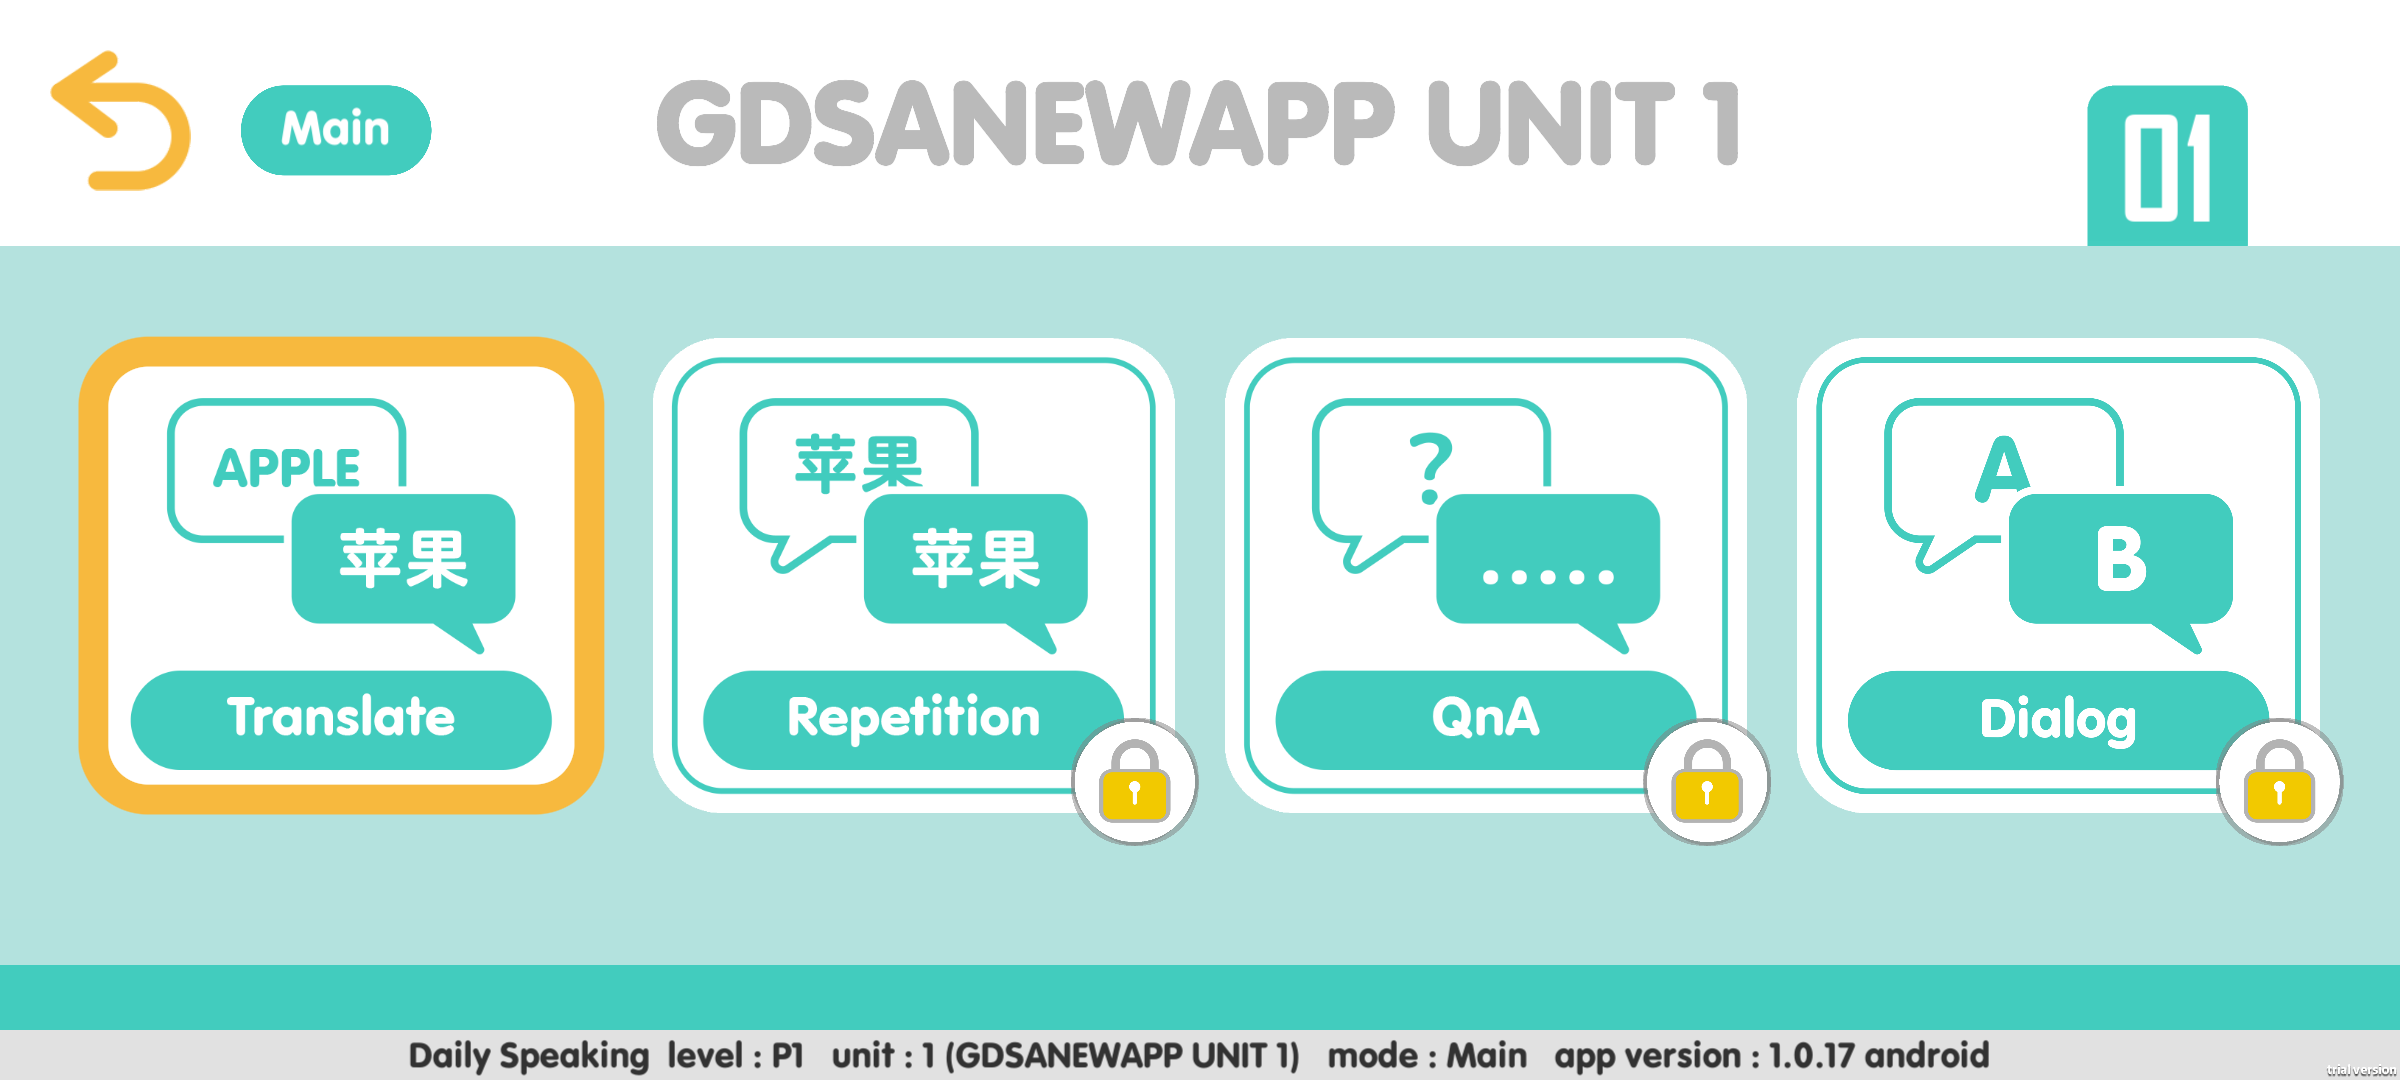 Main
GDSANEWAPP UNIT 1
01
APPLE
苹果
Translate
苹果
苹果
Repetition
?
.....
QnA
A
B
Dialog
Daily Speaking level : P1 unit : 1 (GDSANEWAPP UNIT 1) mode : Main app version : 1.0.17 android
trial version